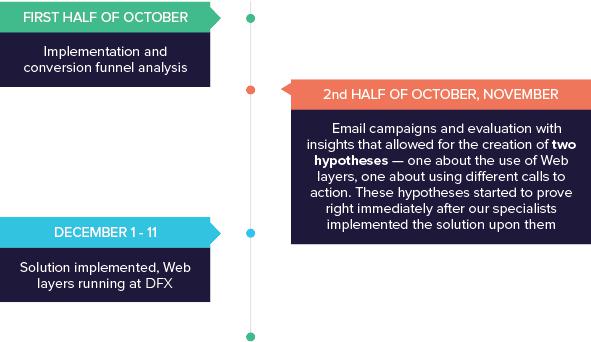 FIRST HALF OF OCTOBER
Implementation and
conversion funnel analysis
2nd HALF OF OCTOBER, NOVEMBER
Email campaigns and evaluation with
insights that allowed for the creation of two
hypotheses — one about the use of Web
layers, one about using different calls to
action. These hypotheses started to prove
right immediately after our specialists
implemented the solution upon them
DECEMBER 1 - 11
Solution implemented, Web
layers running at DFX